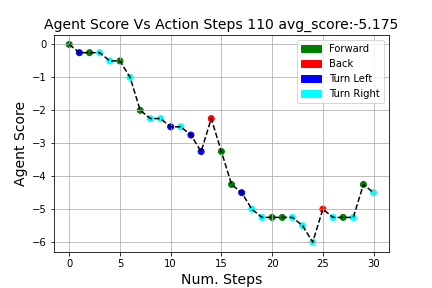 Agent Score Vs Action Steps 110 avg_score:-5.175
Forward
Back
Turn Left
Turn Right
Agent Score
0
−1
−2
−3
−4
−5
−6
0 5 10 15 20 25 30
Num. Steps